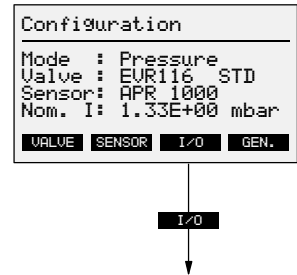 Configuration
Mode : Pressure
Valve : EVR116 STD
Sensor: APR 1000
Nom. I: 1.33E+00 mbar
VALVE SENSOR I/O GEN.
I/O